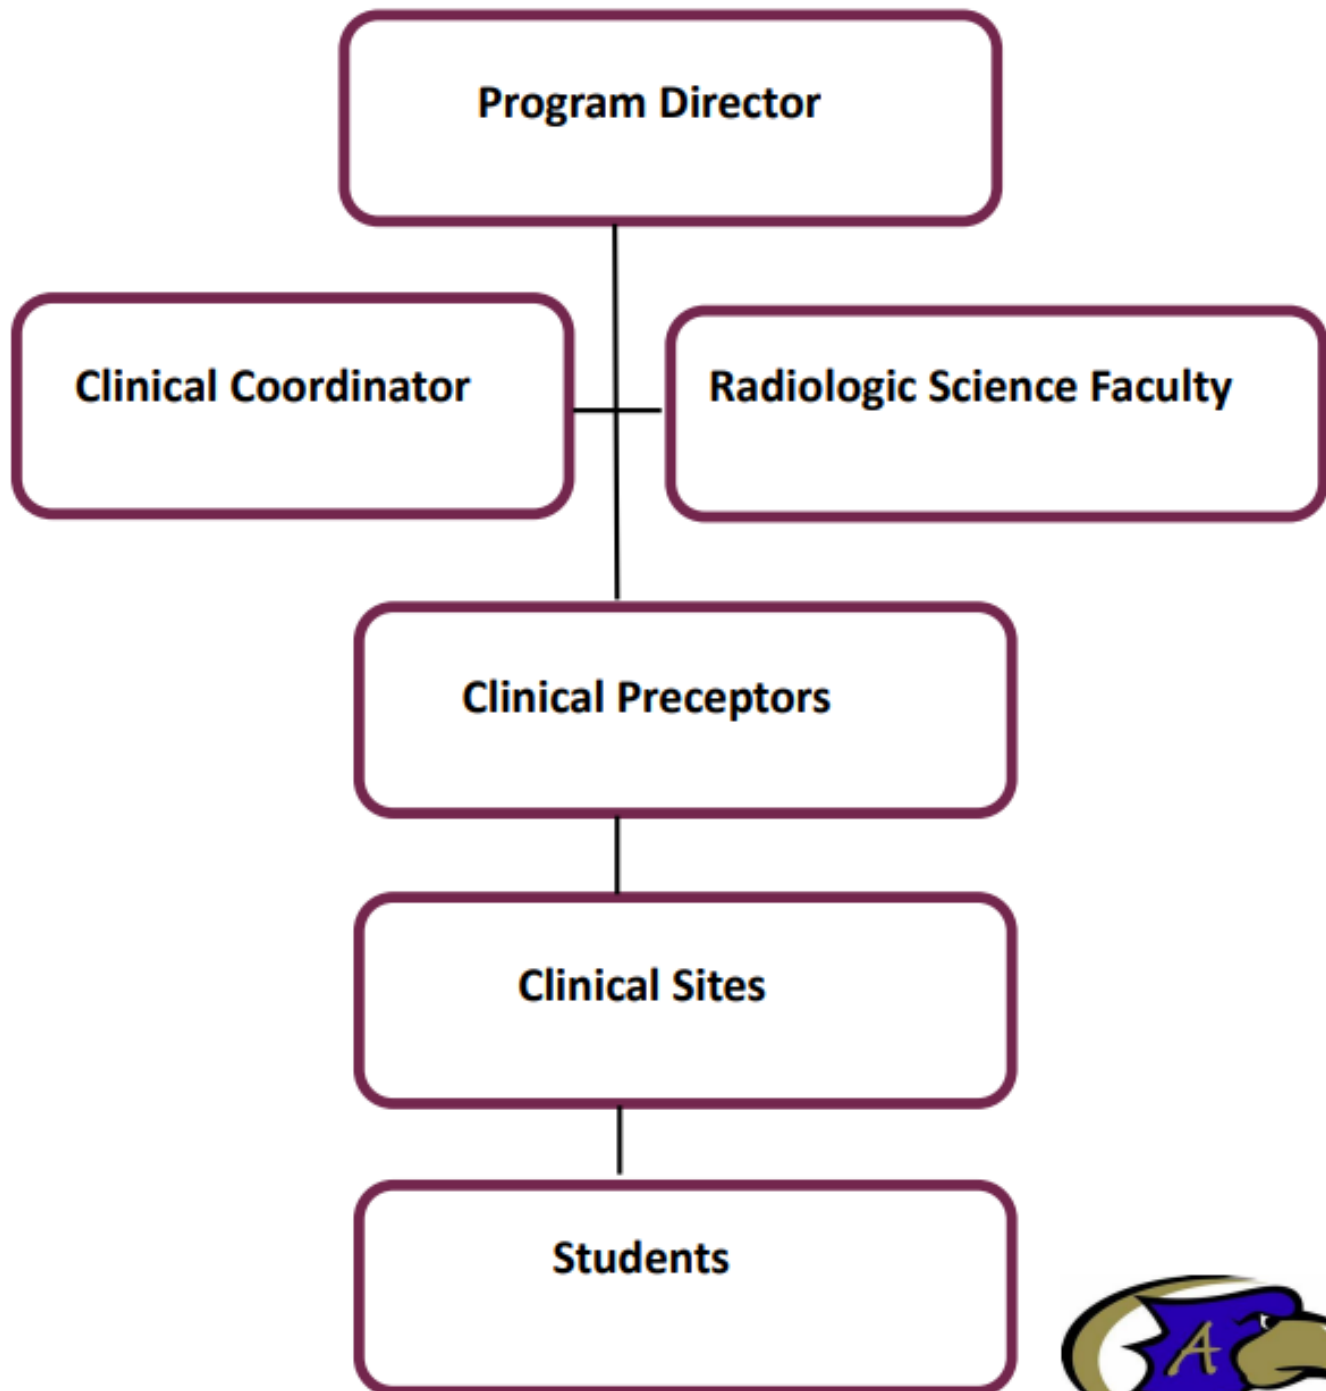 Program Director
Clinical Coordinator
Radiologic Science Faculty
Clinical Preceptors
Clinical Sites
Students
A